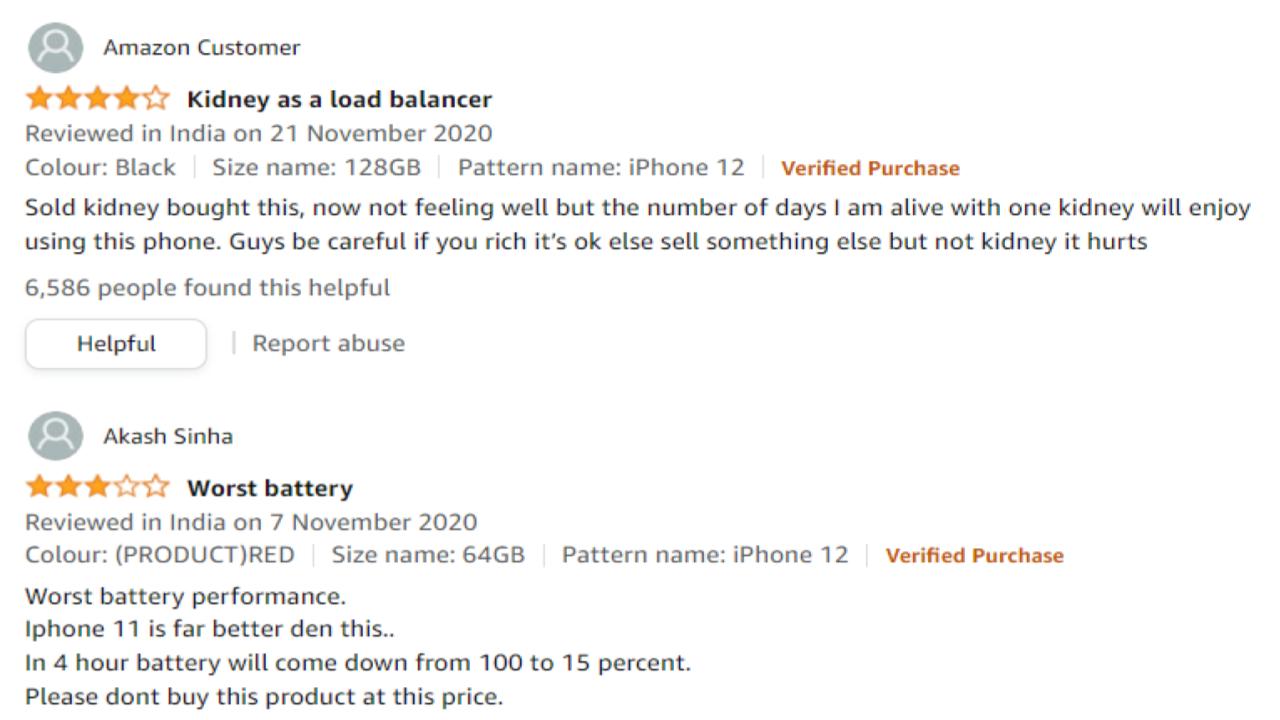 Amazon Customer
Kidney as a load balancer
Reviewed in India on 21 November 2020
Colour: Black | Size name: 128GB | Pattern name: iPhone 12 | Verified Purchase
Sold kidney bought this, now not feeling well but the number of days I am alive with one kidney will enjoy
using this phone. Guys be careful if you rich it's ok else sell something else but not kidney it hurts
6,586 people found this helpful
Helpful | Report abuse
Akash Sinha
Worst battery
Reviewed in India on 7 November 2020
Colour: (PRODUCT)RED | Size name: 64GB | Pattern name: iPhone 12 | Verified Purchase
Worst battery performance.
Iphone 11 is far better den this..
In 4 hour battery will come down from 100 to 15 percent.
Please dont buy this product at this price.